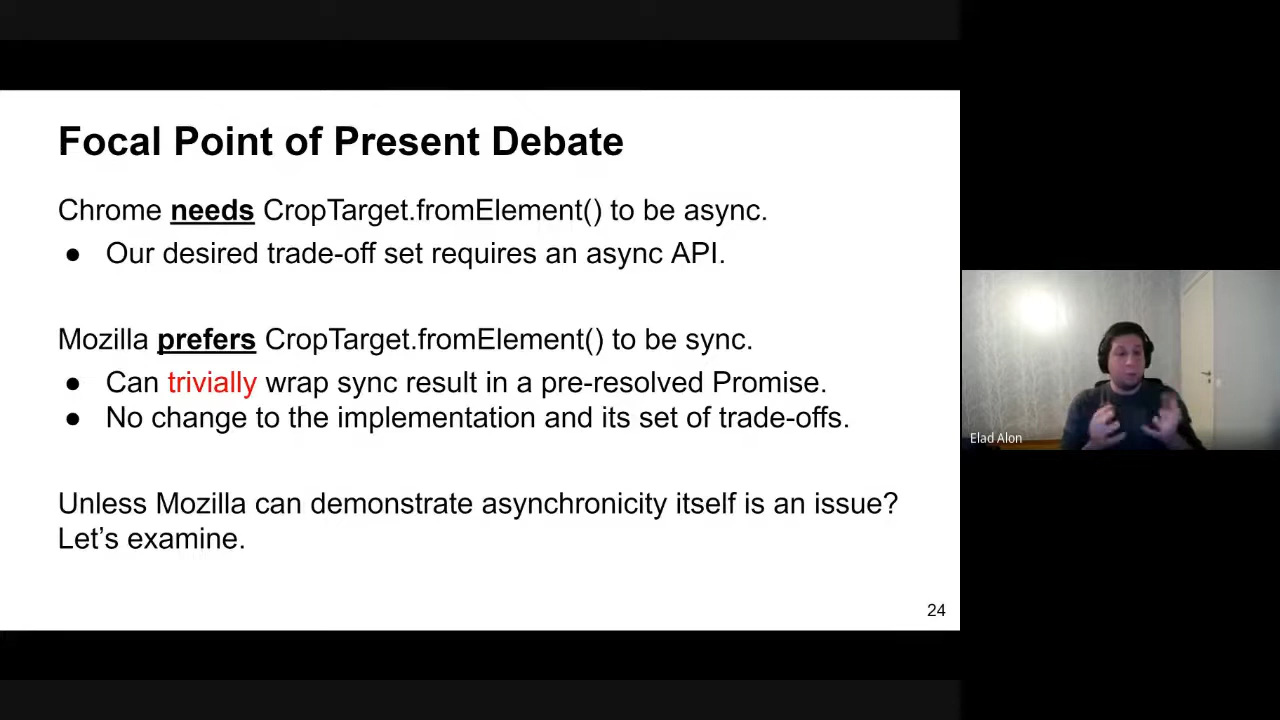 Focal Point of Present Debate
Chrome needs CropTarget.fromElement() to be async.
● Our desired trade-off set requires an async API.
Mozilla prefers CropTarget.fromElement() to be sync.
● Can trivially wrap sync result in a pre-resolved Promise.
● No change to the implementation and its set of trade-offs.
Unless Mozilla can demonstrate asynchronicity itself is an issue?
Let’s examine.
24
Elad Alon